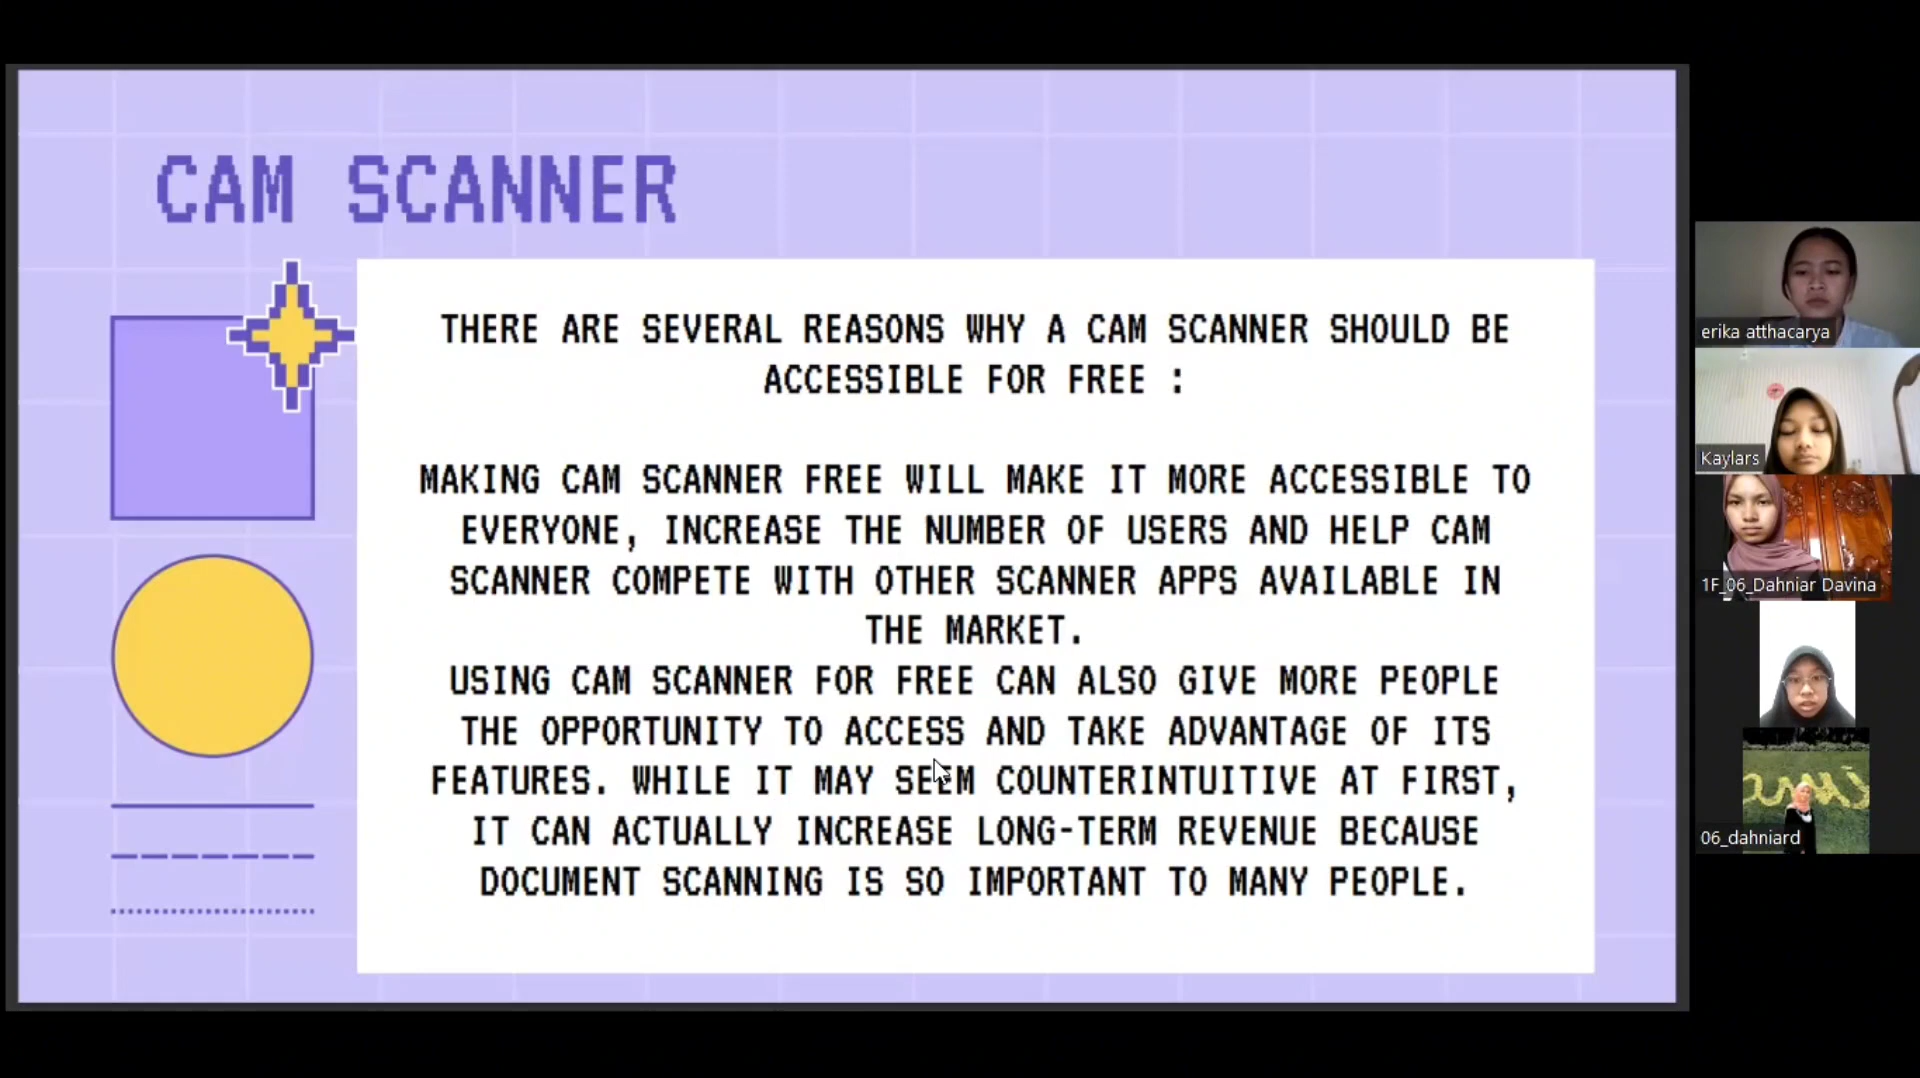 CAM SCANNER
THERE ARE SEVERAL REASONS WHY A CAM SCANNER SHOULD BE
ACCESSIBLE FOR FREE :
MAKING CAM SCANNER FREE WILL MAKE IT MORE ACCESSIBLE TO
EVERYONE, INCREASE THE NUMBER OF USERS AND HELP CAM
SCANNER COMPETE WITH OTHER SCANNER APPS AVAILABLE IN
THE MARKET.
USING CAM SCANNER FOR FREE CAN ALSO GIVE MORE PEOPLE
THE OPPORTUNITY TO ACCESS AND TAKE ADVANTAGE OF ITS
FEATURES. WHILE IT MAY SEEM COUNTERINTUITIVE AT FIRST,
IT CAN ACTUALLY INCREASE LONG-TERM REVENUE BECAUSE
DOCUMENT SCANNING IS SO IMPORTANT TO MANY PEOPLE.
erika atthacarya
Kaylars
1F_06_Dahniar Davina
06_dahniard